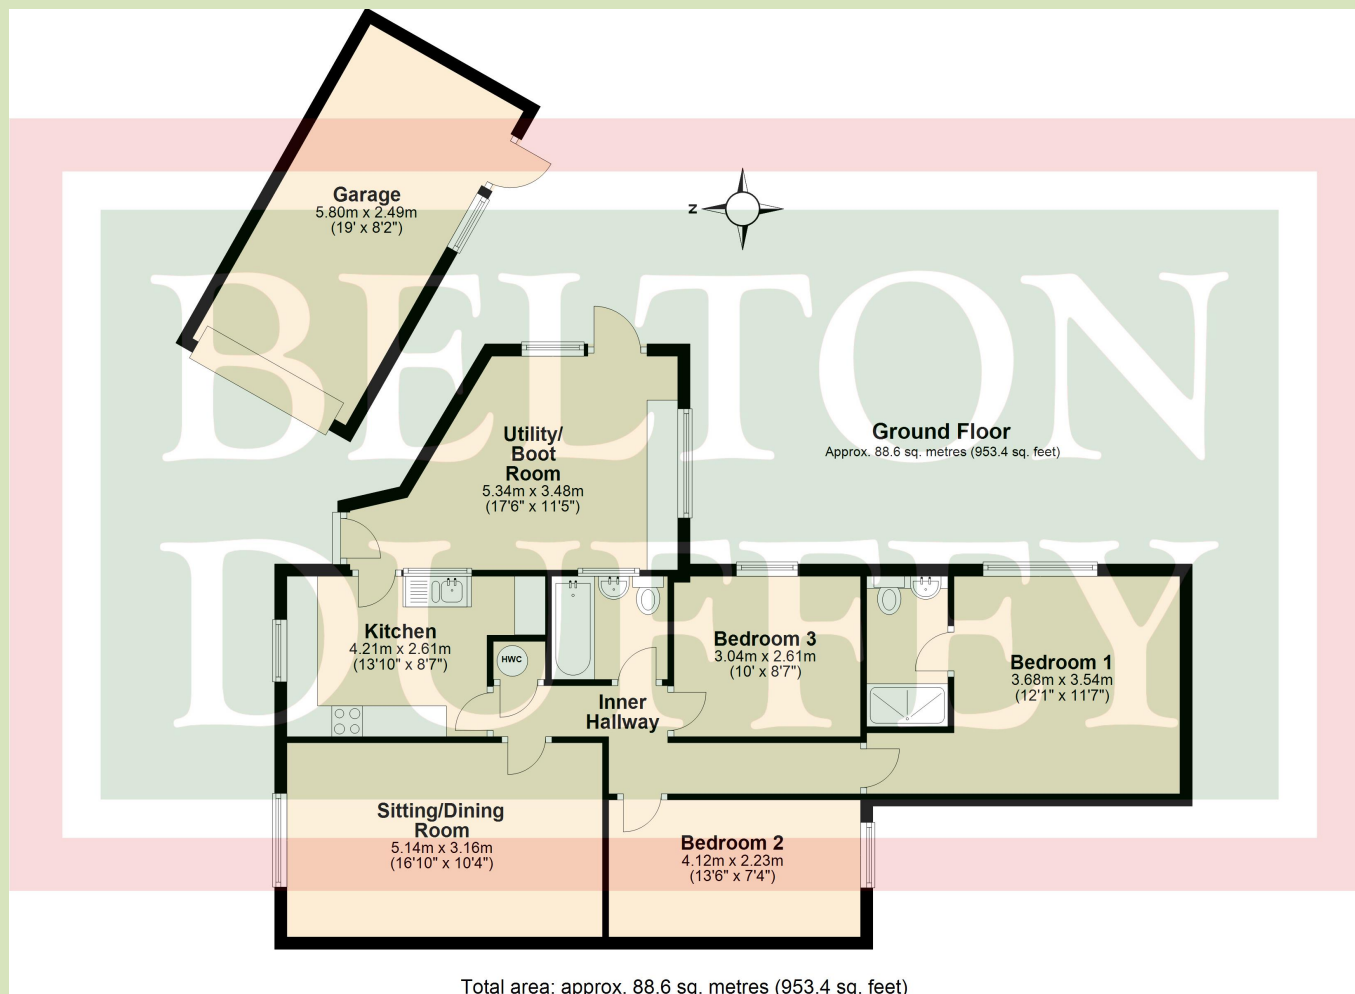 Garage
5.80m x 2.49m
(19' x 8'2")
N
BELTON
DUFFEY
Utility/
Boot
Room
5.34m x 3.48m
(17'6" x 11'5")
Ground Floor
Approx. 88.6 sq. metres (953.4 sq. feet)
Kitchen
4.21m x 2.61m
(13'10" x 8'7")
HWC
Bedroom 3
3.04m x 2.61m
(10' x 8'7")
Bedroom 1
3.68m x 3.54m
(12'1" x 11'7")
Inner
Hallway
Sitting/Dining
Room
5.14m x 3.16m
(16'10" x 10'4")
Bedroom 2
4.12m x 2.23m
(13'6" x 7'4")
Total area: approx. 88.6 sq. metres (953.4 sq. feet)